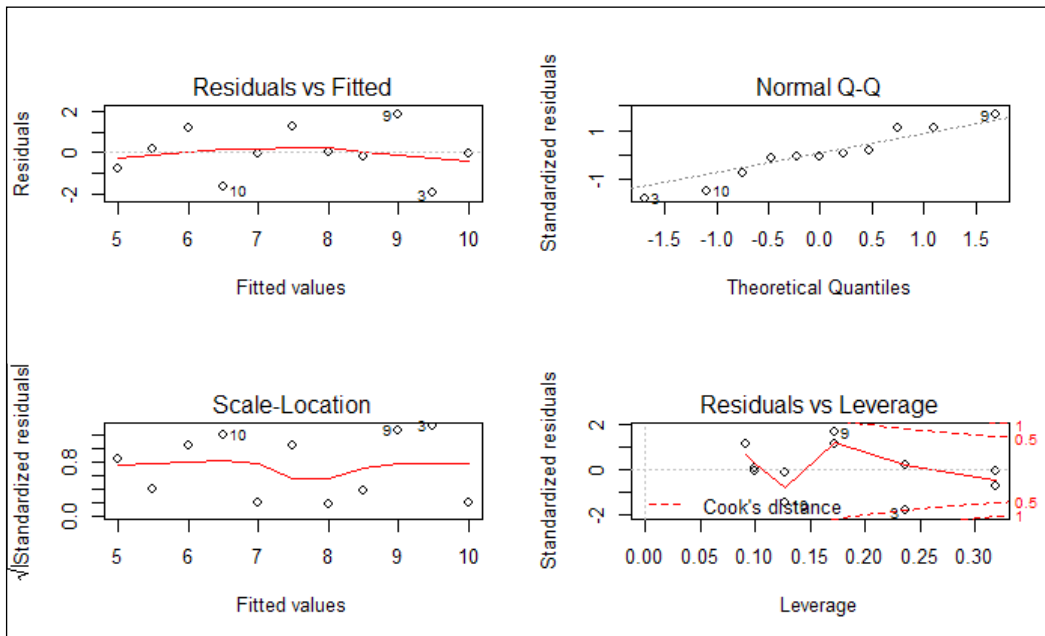 Residuals vs Fitted
Residuals
-2 0 2
9
10
3
5 6 7 8 9 10
Fitted values
Normal Q-Q
Standardized residuals
-1 1
9
10
3
-1.5 -1.0 -0.5 0.0 0.5 1.0 1.5
Theoretical Quantiles
Scale-Location
√|Standardized residuals|
0.0 0.8
10
9
3
5 6 7 8 9 10
Fitted values
Residuals vs Leverage
Standardized residuals
-2 0 2
9
10
3
Cook's distance
1
0.5
0.5
1
0.00 0.05 0.10 0.15 0.20 0.25 0.30
Leverage